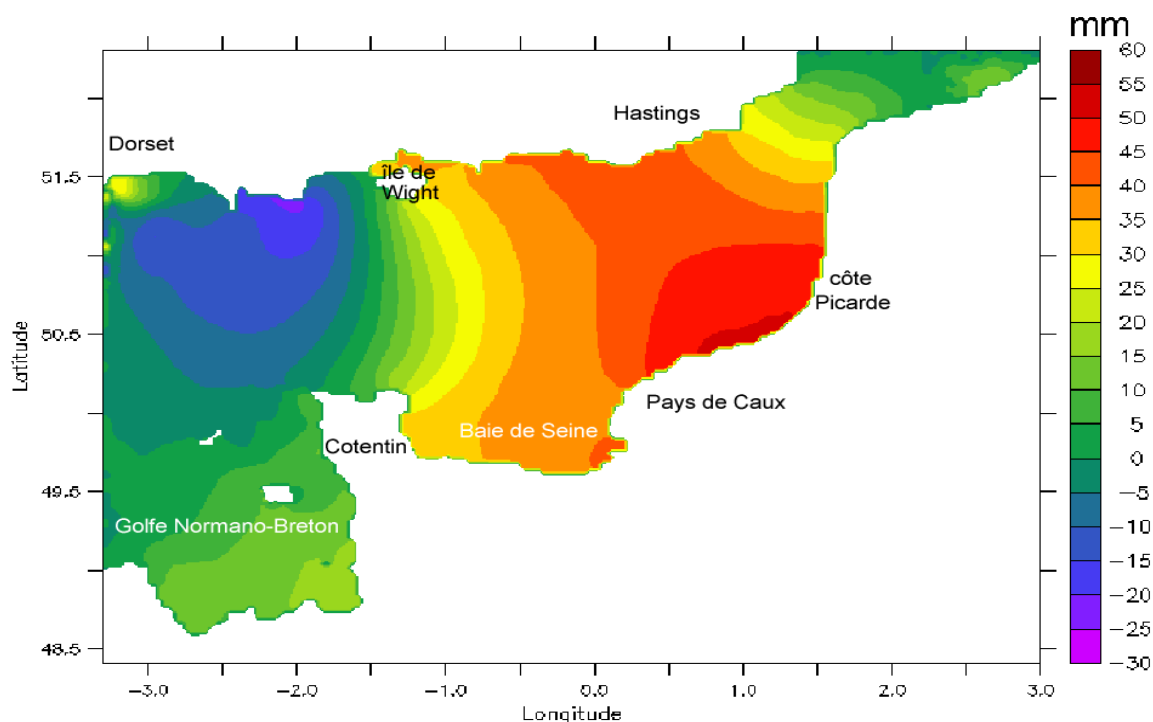 mm
60
55
50
45
40
35
30
25
20
15
10
5
0
-5
-10
-15
-20
-25
-30
Hastings
Dorset
51.5
île de
Wight
côte
Picarde
50.5
Latitude
Pays de Caux
Baie de Seine
Cotentin
49.5
Golfe Normano-Breton
48.5
-3.0
-2.0
-1.0
0.0
1.0
2.0
3.0
Longitude